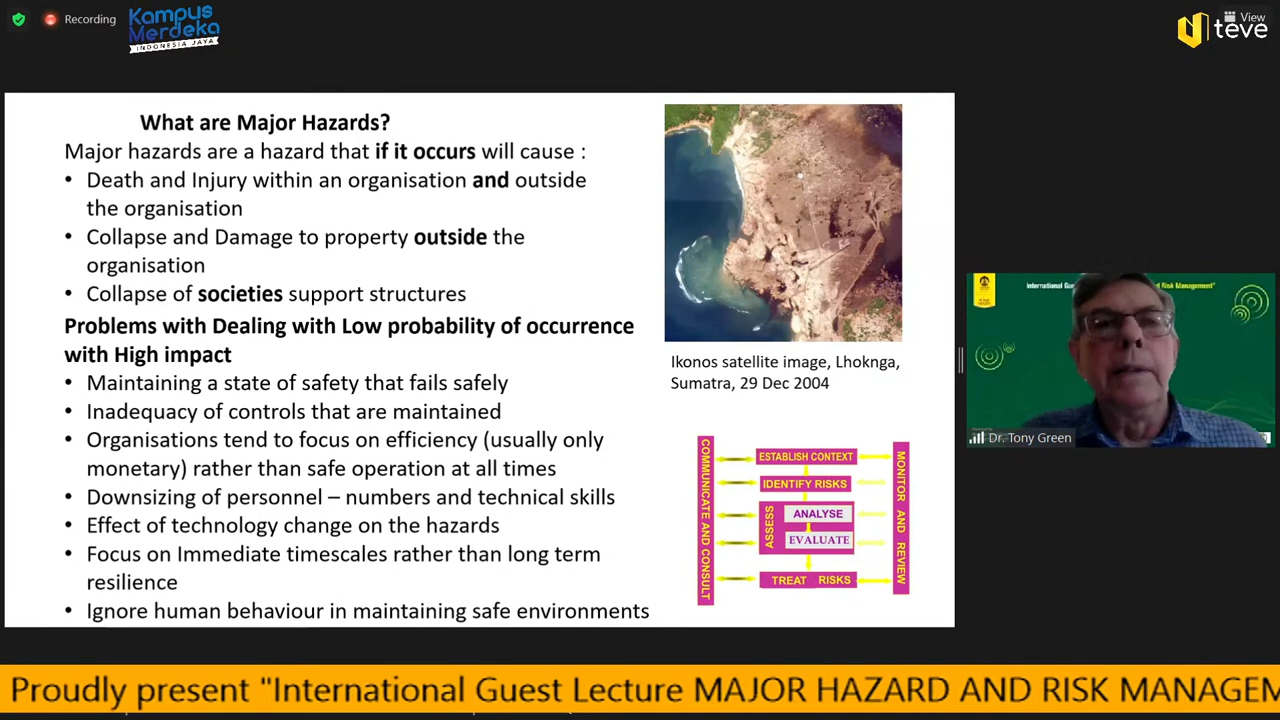 Recording
Kampus
Merdeka
INDONESIA JAYA
View
teve
What are Major Hazards?
Major hazards are a hazard that if it occurs will cause :
• Death and Injury within an organisation and outside
the organisation
• Collapse and Damage to property outside the
organisation
• Collapse of societies support structures
Problems with Dealing with Low probability of occurrence
with High impact
• Maintaining a state of safety that fails safely
• Inadequacy of controls that are maintained
• Organisations tend to focus on efficiency (usually only
monetary) rather than safe operation at all times
• Downsizing of personnel – numbers and technical skills
• Effect of technology change on the hazards
• Focus on Immediate timescales rather than long term
resilience
• Ignore human behaviour in maintaining safe environments
Ikonos satellite image, Lhoknga,
Sumatra, 29 Dec 2004
COMMUNICATE AND CONSULT
ESTABLISH CONTEXT
IDENTIFY RISKS
ASSESS
ANALYSE
EVALUATE
TREAT RISKS
MONITOR AND REVIEW
International Gu
d Risk Management"
Dr. Tony Green
Proudly present "International Guest Lecture MAJOR HAZARD AND RISK MANAGEM